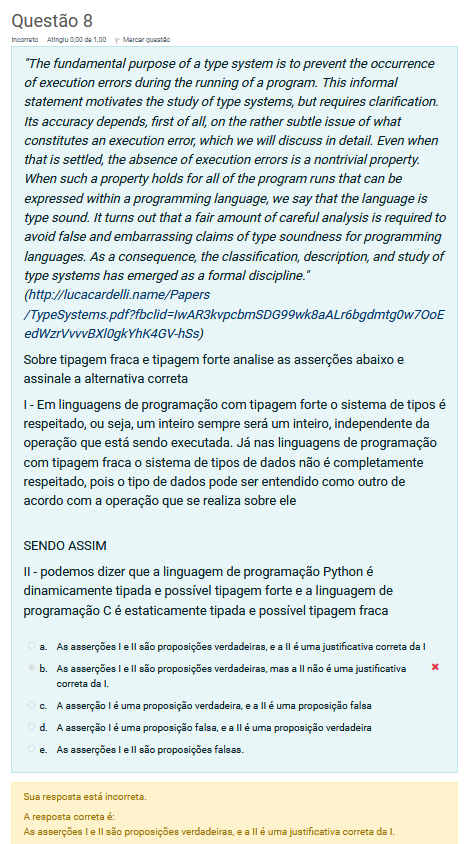 Questão 8
Incorreto Atingiu 0,00 de 1,00 Marcar questão
"The fundamental purpose of a type system is to prevent the occurrence
of execution errors during the running of a program. This informal
statement motivates the study of type systems, but requires clarification.
Its accuracy depends, first of all, on the rather subtle issue of what
constitutes an execution error, which we will discuss in detail. Even when
that is settled, the absence of execution errors is a nontrivial property.
When such a property holds for all of the program runs that can be
expressed within a programming language, we say that the language is
type sound. It turns out that a fair amount of careful analysis is required to
avoid false and embarrassing claims of type soundness for programming
languages. As a consequence, the classification, description, and study of
type systems has emerged as a formal discipline."
(http://lucacardelli.name/Papers
/TypeSystems.pdf?fbclid=IwAR3kvpcbmSDG99wk8aALr6bgdmtg0w7OoE
edWzrVvvvBXl0gkYhK4GV-hSs)
Sobre tipagem fraca e tipagem forte analise as asserções abaixo e
assinale a alternativa correta
I - Em linguagens de programação com tipagem forte o sistema de tipos é
respeitado, ou seja, um inteiro sempre será um inteiro, independente da
operação que está sendo executada. Já nas linguagens de programação
com tipagem fraca o sistema de tipos de dados não é completamente
respeitado, pois o tipo de dados pode ser entendido como outro de
acordo com a operação que se realiza sobre ele
SENDO ASSIM
II - podemos dizer que a linguagem de programação Python é
dinamicamente tipada e possível tipagem forte e a linguagem de
programação C é estaticamente tipada e possível tipagem fraca
a. As asserções I e II são proposições verdadeiras, e a II é uma justificativa correta da I
b. As asserções I e II são proposições verdadeiras, mas a II não é uma justificativa
correta da I.
c. A asserção I é uma proposição verdadeira, e a II é uma proposição falsa
d. A asserção I é uma proposição falsa, e a II é uma proposição verdadeira
e. As asserções I e II são proposições falsas.
Sua resposta está incorreta.
A resposta correta é:
As asserções I e II são proposições verdadeiras, e a II é uma justificativa correta da I.